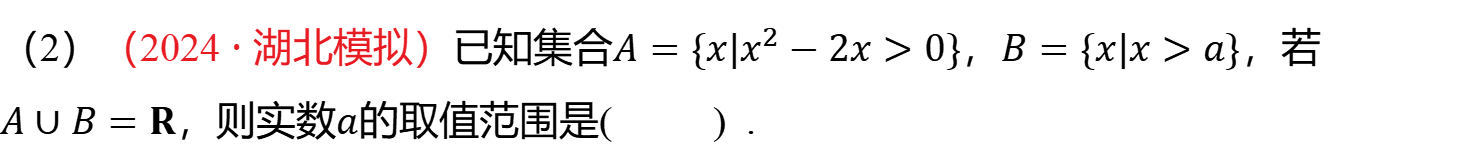 （2）（2024·湖北模拟）已知集合A = {x|x² − 2x > 0}，B = {x|x > a}，若
A ∪ B = R，则实数a的取值范围是(  ) .